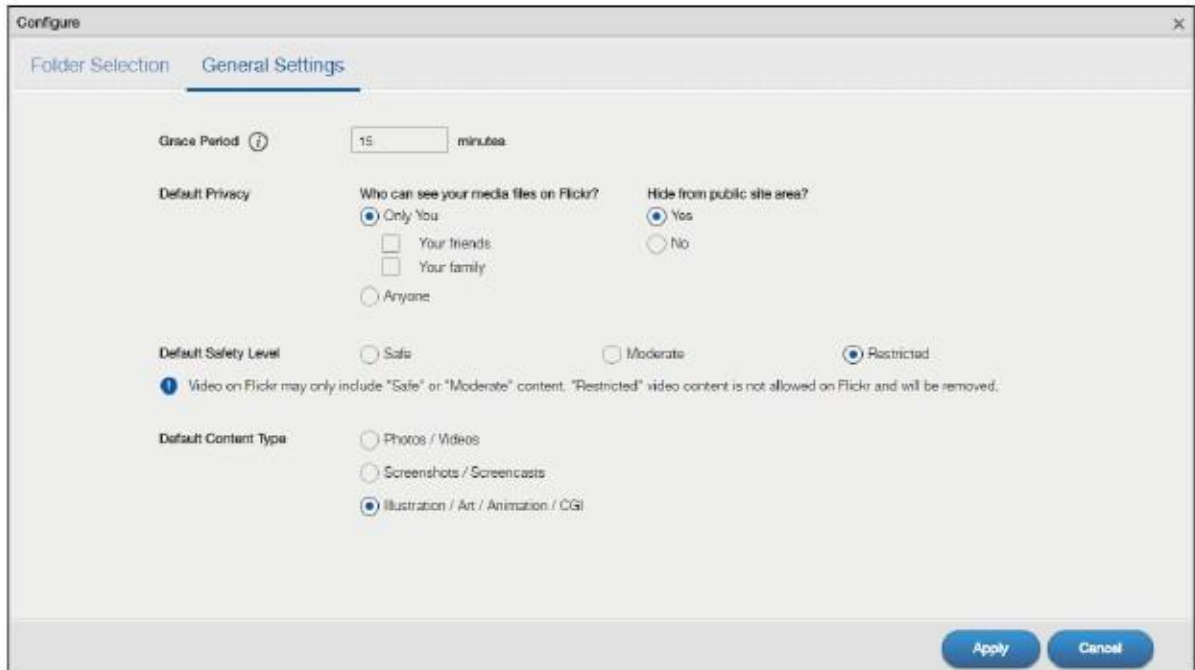 Configure
Folder Selection General Settings
Grace Period 15 minutes
Default Privacy Who can see your media files on Flickr? Hide from public site area?
Only You Yes
Your friends No
Your family
Anyone
Default Safety Level Safe Moderate Restricted
Video on Flickr may only include "Safe" or "Moderate" content. "Restricted" video content is not allowed on Flickr and will be removed.
Default Content Type Photos / Videos
Screenshots / Screencasts
Illustration / Art / Animation / CGI
Apply Cancel